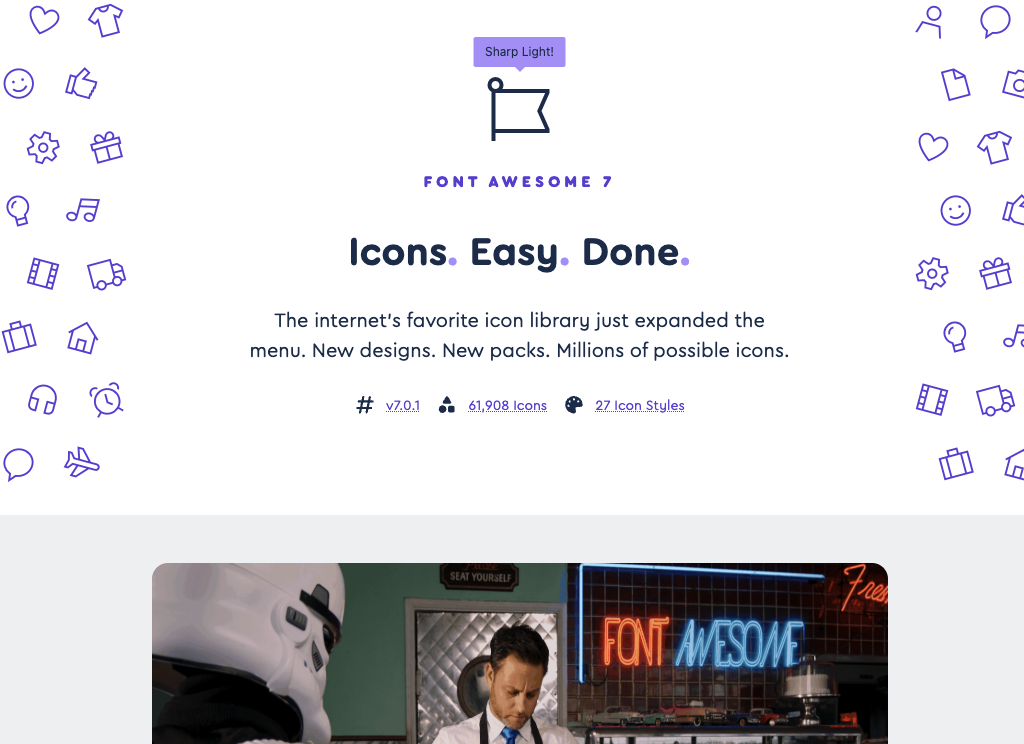 Sharp Light!
FONT AWESOME 7
Icons. Easy. Done.
The internet's favorite icon library just expanded the
menu. New designs. New packs. Millions of possible icons.
v7.0.1 61,908 Icons 27 Icon Styles
SEAT YOURSELF
FONT AWESOME